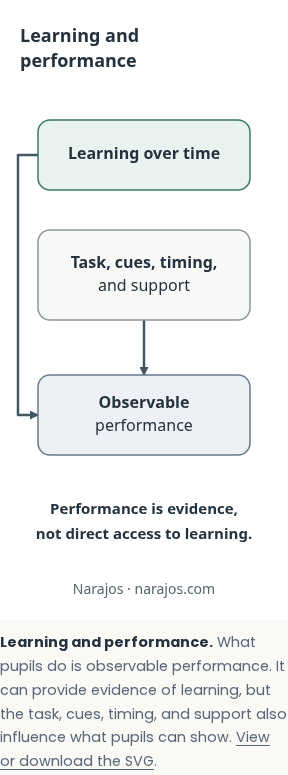 Learning and
performance
Learning over time
Task, cues, timing,
and support
Observable
performance
Performance is evidence,
not direct access to learning.
Narajos · narajos.com
Learning and performance. What
pupils do is observable performance. It
can provide evidence of learning, but
the task, cues, timing, and support also
influence what pupils can show. View
or download the SVG.